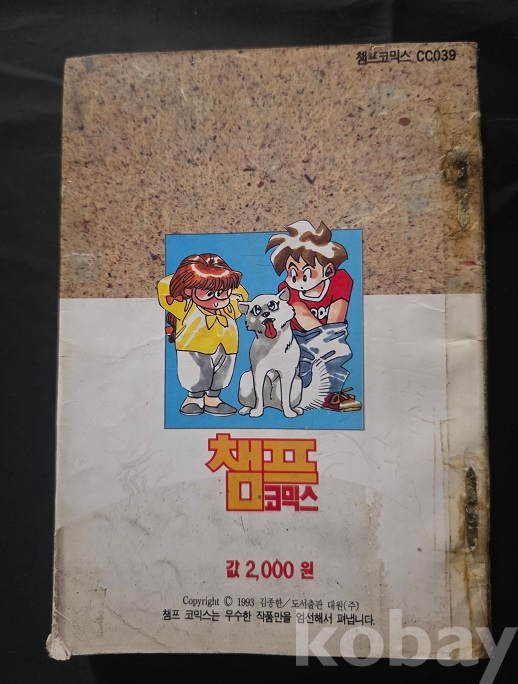 챔프코믹스 CC039
챔프
코믹스
값 2,000 원
Copyright © 1993 김종한/도서출판 대원(주)
챔프 코믹스는 우수한 작품만을 엄선해서 펴냅니다.
kobay